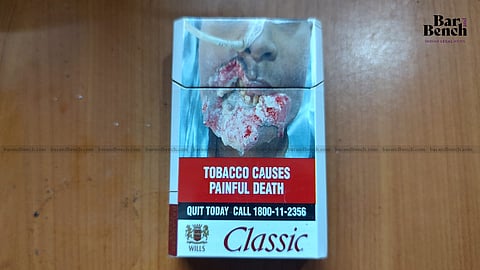 Bar
Bench
TOBACCO CAUSES
PAINFUL DEATH
QUIT TODAY CALL 1800-11-2356
WILLS
Classic